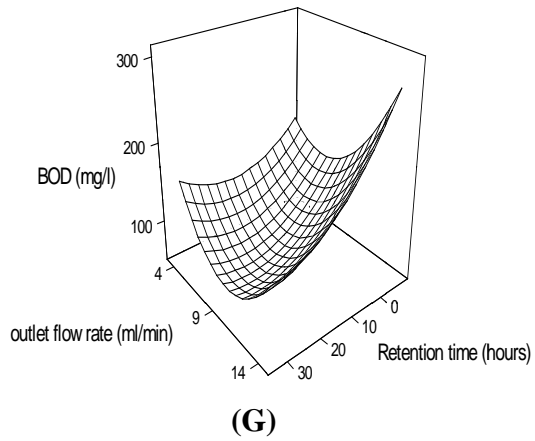 300
200
BOD (mg/l)
100
4
0
9
10
outlet flow rate (ml/min)
20
Retention time (hours)
14
30
(G)